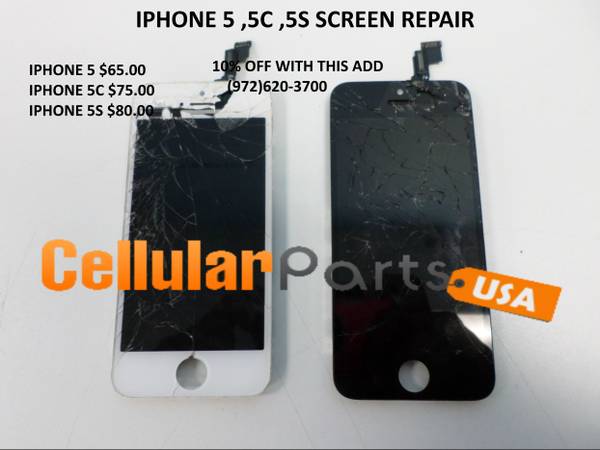 IPHONE 5 ,5C ,5S SCREEN REPAIR
IPHONE 5 $65.00
IPHONE 5C $75.00
IPHONE 5S $80.00
10% OFF WITH THIS ADD
(972)620-3700
CellularParts.USA